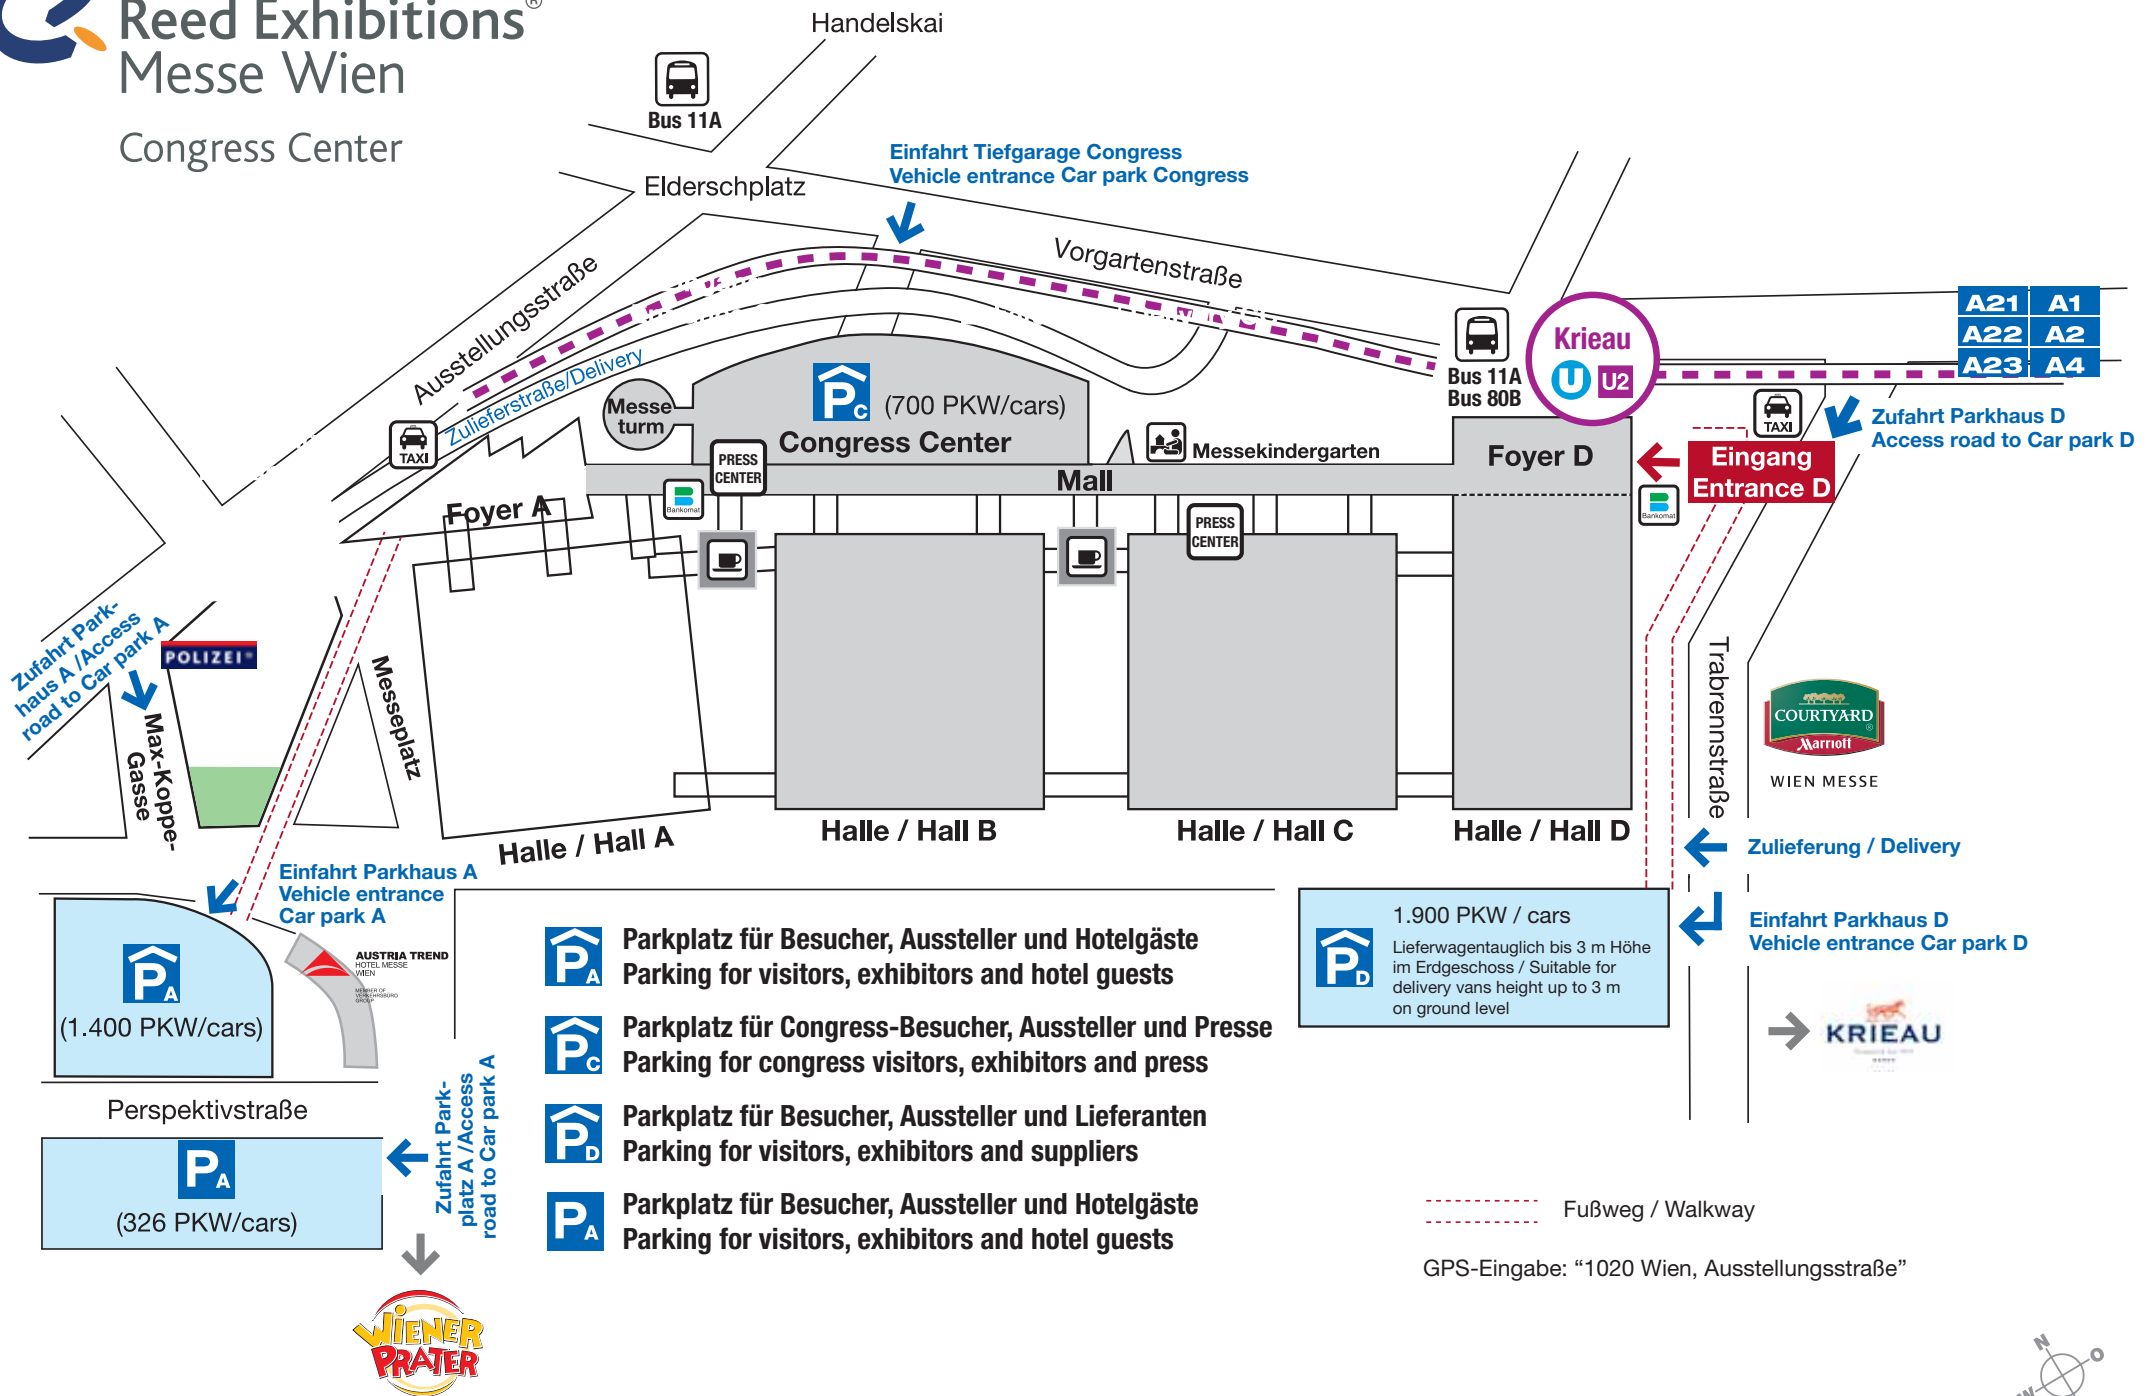 Reed Exhibitions®
Messe Wien
Congress Center
Handelskai
Bus 11A
Elderschplatz
Einfahrt Tiefgarage Congress
Vehicle entrance Car park Congress
Vorgartenstraße
Ausstellungsstraße
Zulieferstraße/Delivery
TAXI
Messe
turm
P C (700 PKW/cars)
Congress Center
PRESS
CENTER
Bankomat
Mall
Messekindergarten
Bus 11A
Bus 80B
Krieau
U U2
A21 A1
A22 A2
A23 A4
TAXI
Zufahrt Parkhaus D
Access road to Car park D
Foyer D
Eingang
Entrance D
Bankomat
Foyer A
PRESS
CENTER
Zufahrt Park-
haus A /Access
road to Car park A
POLIZEI
Max-Koppe-
Gasse
Messeplatz
Trabrennstraße
COURTYARD®
Marriott
WIEN MESSE
Halle / Hall A
Halle / Hall B
Halle / Hall C
Halle / Hall D
Zulieferung / Delivery
Einfahrt Parkhaus A
Vehicle entrance
Car park A
P A
(1.400 PKW/cars)
AUSTRIA TREND
HOTEL MESSE
WIEN
MEMBER OF
VERKEHRSBÜRO
GROUP
P A Parkplatz für Besucher, Aussteller und Hotelgäste
Parking for visitors, exhibitors and hotel guests
P C Parkplatz für Congress-Besucher, Aussteller und Presse
Parking for congress visitors, exhibitors and press
P D Parkplatz für Besucher, Aussteller und Lieferanten
Parking for visitors, exhibitors and suppliers
P A Parkplatz für Besucher, Aussteller und Hotelgäste
Parking for visitors, exhibitors and hotel guests
P D
1.900 PKW / cars
Lieferwagentauglich bis 3 m Höhe
im Erdgeschoss / Suitable for
delivery vans height up to 3 m
on ground level
Einfahrt Parkhaus D
Vehicle entrance Car park D
KRIEAU
Perspektivstraße
P A
(326 PKW/cars)
Zufahrt Park-
platz A /Access
road to Car park A
WIENER
PRATER
Fußweg / Walkway
GPS-Eingabe: “1020 Wien, Ausstellungsstraße”
N
O
W